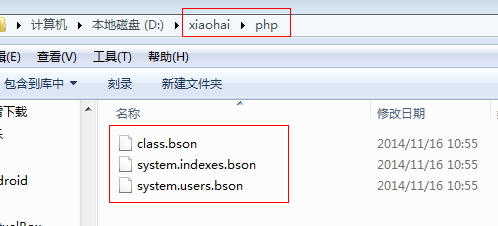 计算机 ▸ 本地磁盘 (D:) ▸ xiaohai ▸ php
(E) 查看(V) 工具(T) 帮助(H)
包含到库中 刻录 新建文件夹
名称 修改日期
下载
class.bson 2014/11/16 10:55
system.indexes.bson 2014/11/16 10:55
droid system.users.bson 2014/11/16 10:55